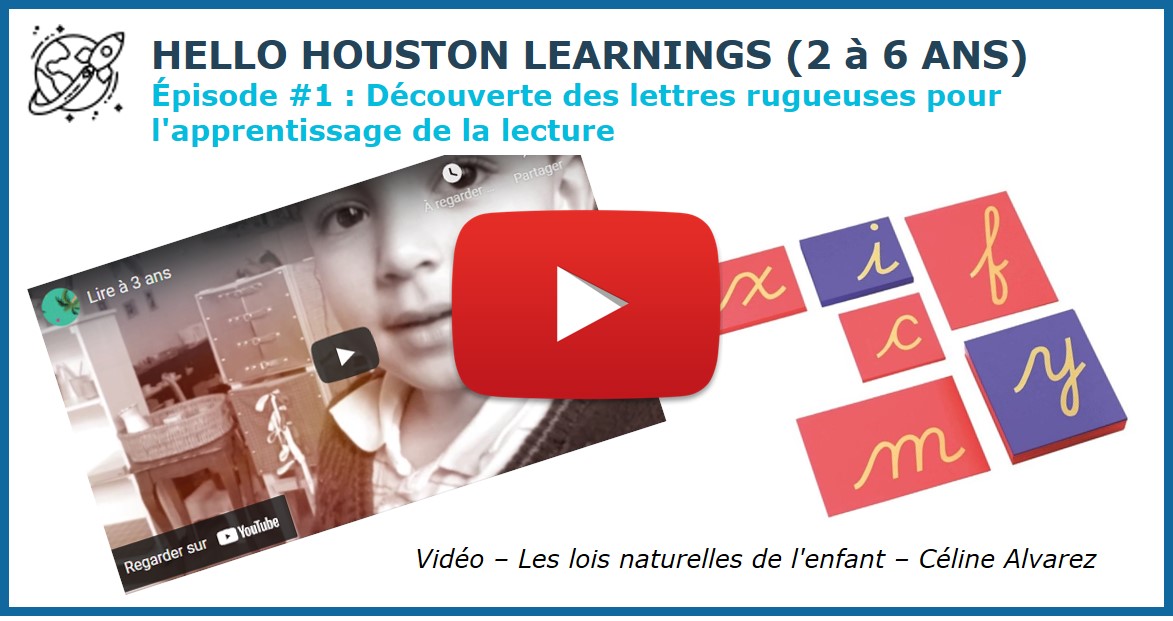 HELLO HOUSTON LEARNINGS (2 à 6 ANS)
Épisode #1 : Découverte des lettres rugueuses pour
l'apprentissage de la lecture
À regarder ...
Partager
Lire à 3 ans
x
i
f
c
y
m
Regarder sur YouTube
Vidéo – Les lois naturelles de l'enfant – Céline Alvarez